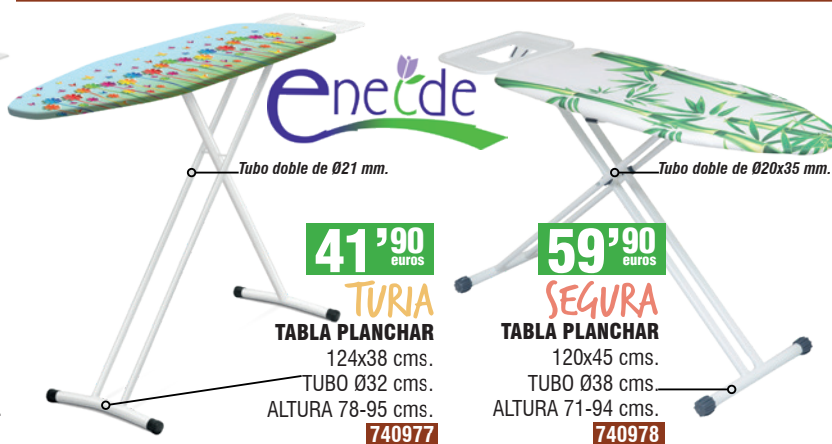 eneide
Tubo doble de Ø21 mm.
Tubo doble de Ø20x35 mm.
41’90
euros
TURIA
TABLA PLANCHAR
124x38 cms.
TUBO Ø32 cms.
ALTURA 78-95 cms.
740977
59’90
euros
SEGURA
TABLA PLANCHAR
120x45 cms.
TUBO Ø38 cms.
ALTURA 71-94 cms.
740978